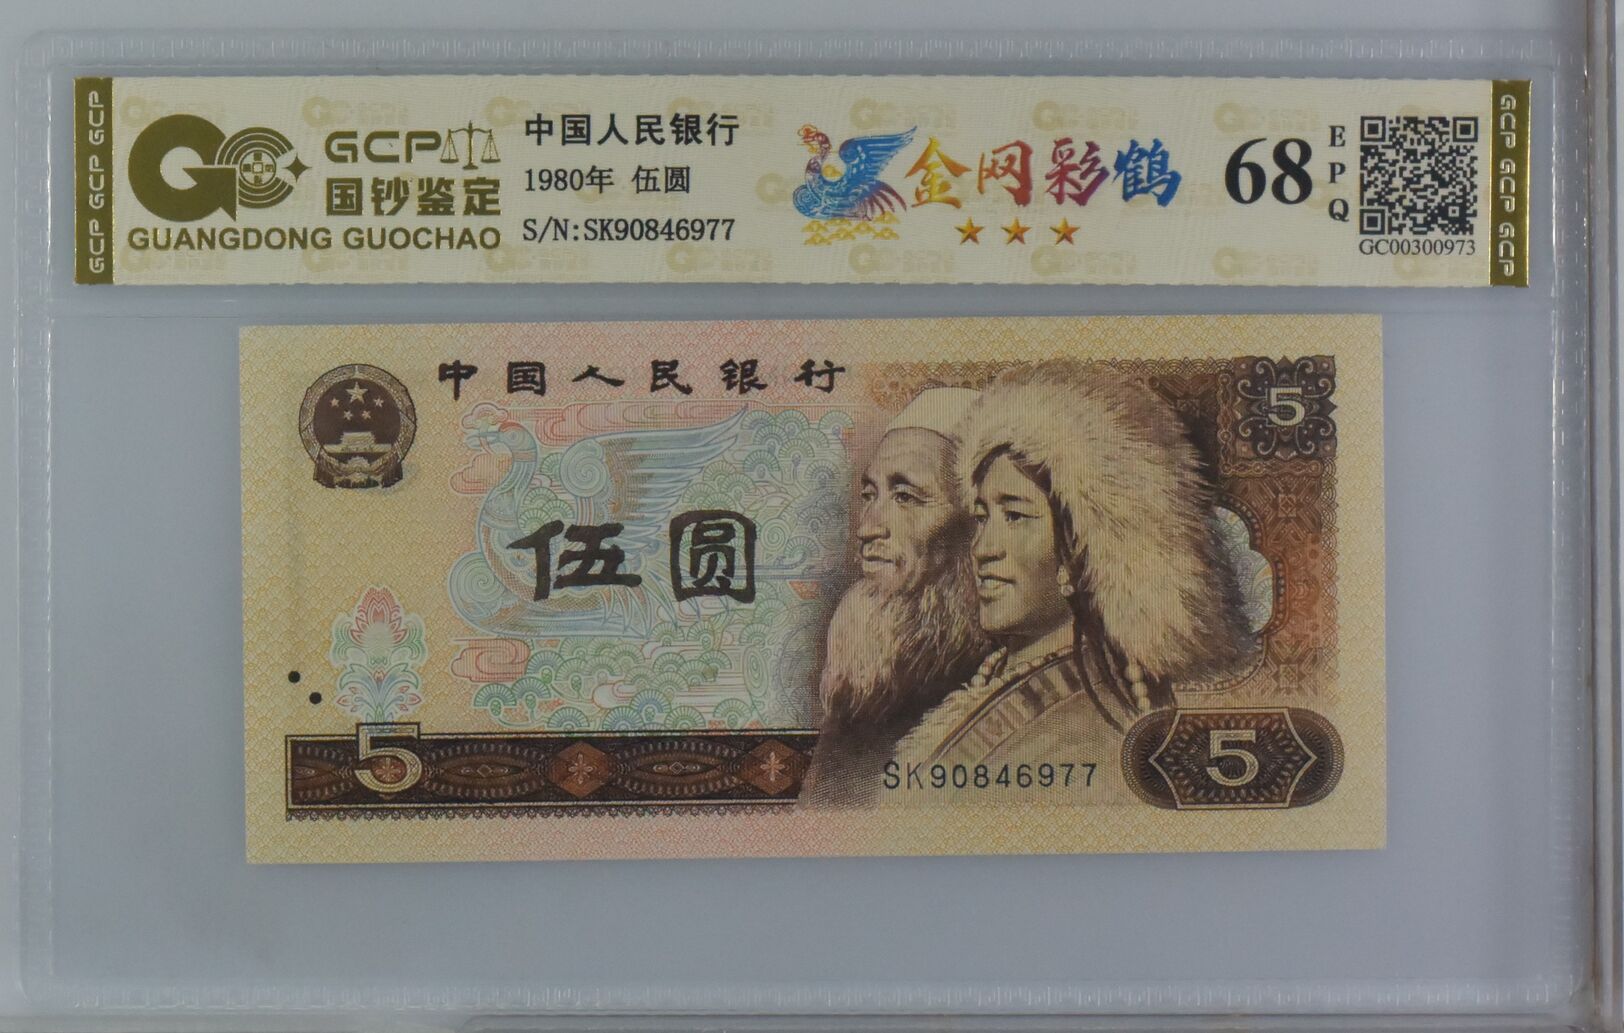 GCP GCP GCP
GCP
国钞鉴定
GUANGDONG GUOCHAO
中国人民银行
1980年 伍圆
S/N:SK90846977
金网彩鹤
68
EPQ
GC00300973
GCP GCP GCP
中国人民银行
5
伍圆
5
SK90846977
5